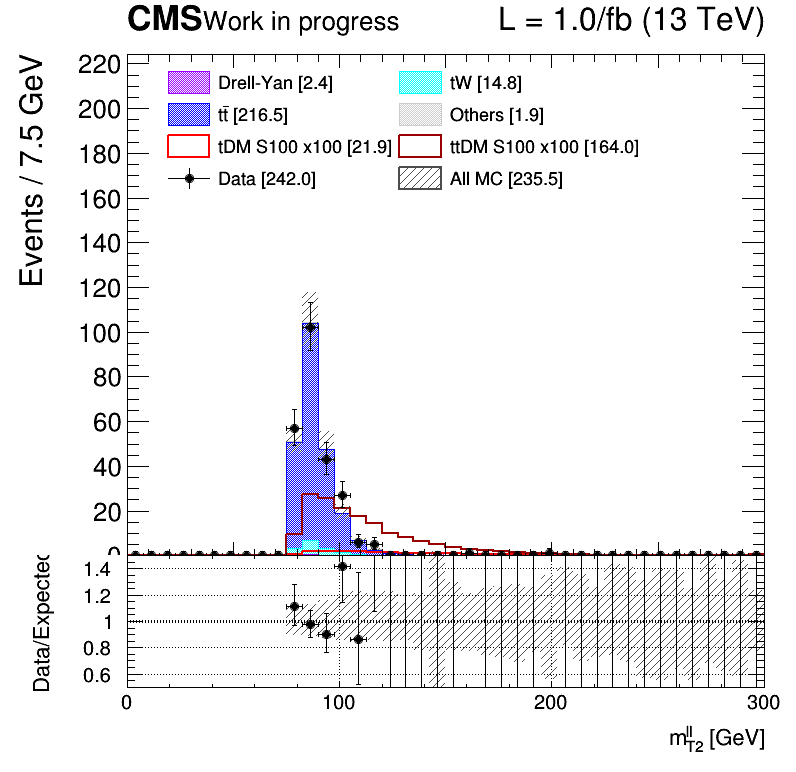 CMS Work in progress L = 1.0/fb (13 TeV)
Events / 7.5 GeV
220
200
180
160
140
120
100
80
60
40
20
0
Drell-Yan [2.4] tW [14.8]
tt̄ [216.5] Others [1.9]
tDM S100 x100 [21.9] ttDM S100 x100 [164.0]
Data [242.0] All MC [235.5]
Data/Expected
1.4
1.2
1
0.8
0.6
0 100 200 300
m_{T2}^{ll} [GeV]